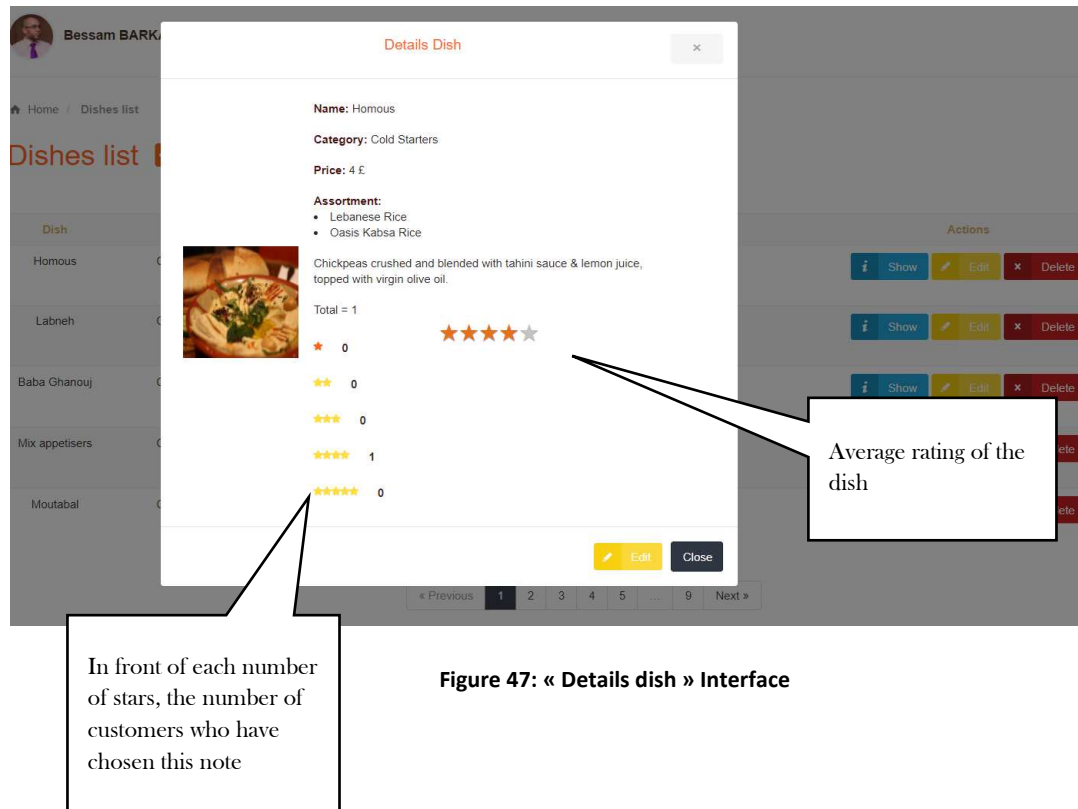 Bessam BARKA
Details Dish
×
Home / Dishes list
Dishes list
Name: Homous
Category: Cold Starters
Price: 4 £
Assortment:
• Lebanese Rice
• Oasis Kabsa Rice
Chickpeas crushed and blended with tahini sauce & lemon juice,
topped with virgin olive oil.
Total = 1
0
0
0
1
0
Edit Close
Dish Actions
Homous C i Show Edit × Delete
Labneh C i Show Edit × Delete
Baba Ghanouj C i Show Edit × Delete
Mix appetisers C ete
Moutabal C ete
« Previous 1 2 3 4 5 ... 9 Next »
Average rating of the
dish
In front of each number
of stars, the number of
customers who have
chosen this note
Figure 47: « Details dish » Interface